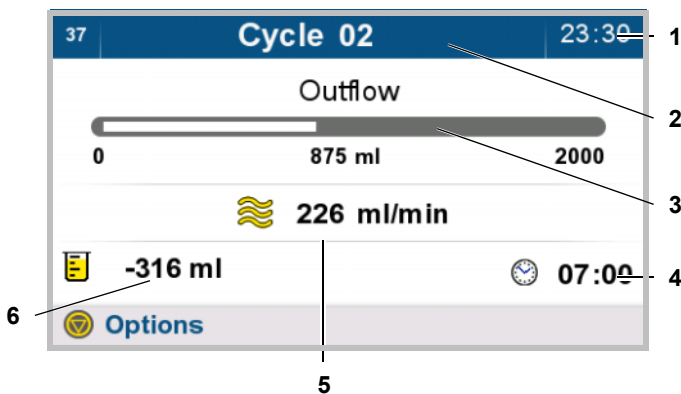 37 Cycle 02 23:30 1
Outflow
2
0 875 ml 2000
3
226 ml/min
-316 ml 07:00 4
6
Options
5